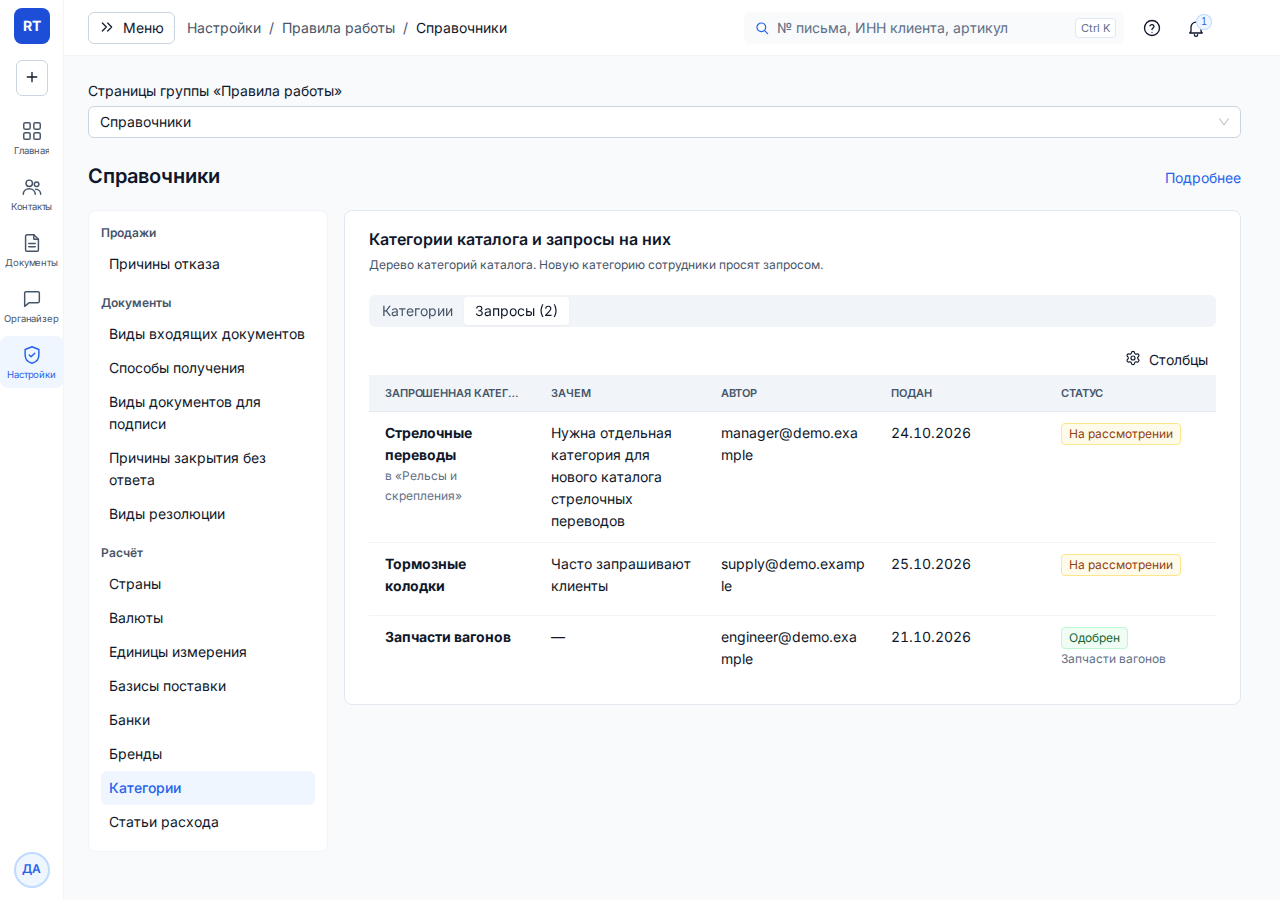 RT
Меню
Настройки / Правила работы / Справочники
№ письма, ИНН клиента, артикул
Ctrl K
1
Главная
Контакты
Документы
Органайзер
Настройки
ДА
Страницы группы «Правила работы»
Справочники
Справочники
Подробнее
Продажи
Причины отказа
Документы
Виды входящих документов
Способы получения
Виды документов для
подписи
Причины закрытия без
ответа
Виды резолюции
Расчёт
Страны
Валюты
Единицы измерения
Базисы поставки
Банки
Бренды
Категории
Статьи расхода
Категории каталога и запросы на них
Дерево категорий каталога. Новую категорию сотрудники просят запросом.
Категории
Запросы (2)
Столбцы
ЗАПРОШЕННАЯ КАТЕГ... ЗАЧЕМ АВТОР ПОДАН СТАТУС
Стрелочные
переводы
в «Рельсы и
скрепления»
Нужна отдельная
категория для
нового каталога
стрелочных
переводов
manager@demo.exa
mple
24.10.2026
На рассмотрении
Тормозные
колодки
Часто запрашивают
клиенты
supply@demo.examp
le
25.10.2026
На рассмотрении
Запчасти вагонов
—
engineer@demo.exa
mple
21.10.2026
Одобрен
Запчасти вагонов